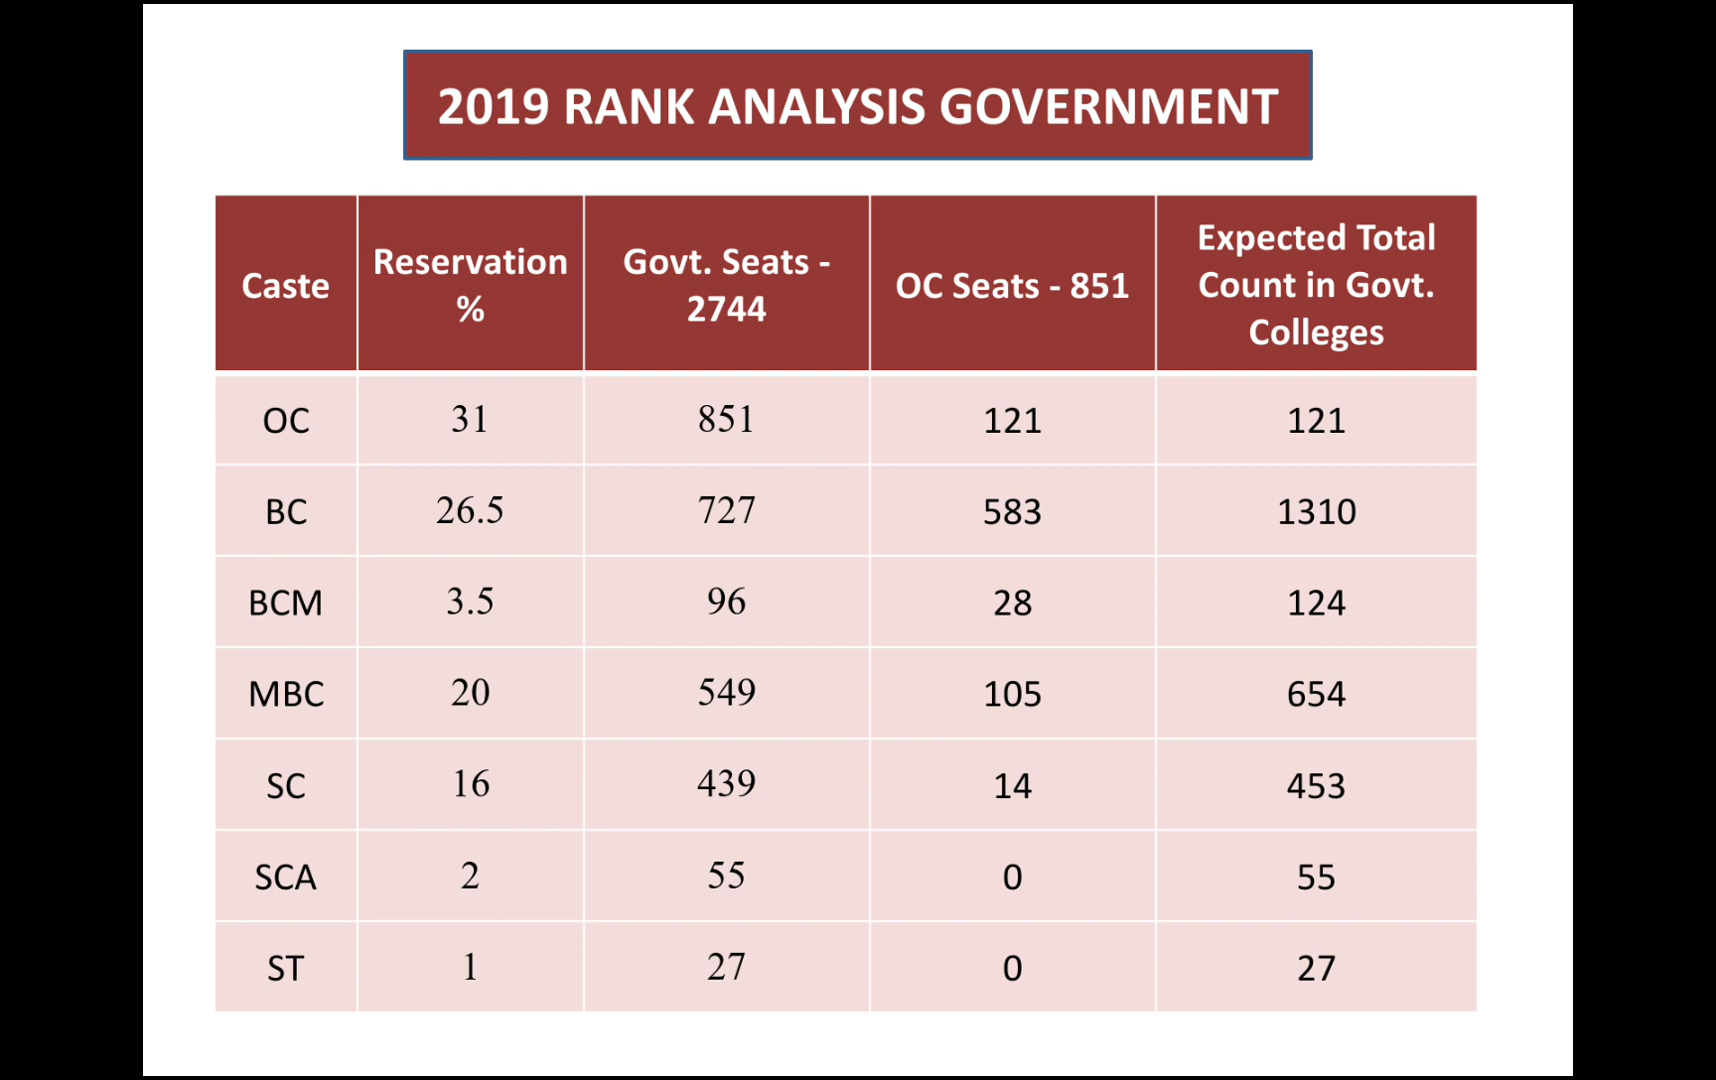 2019 RANK ANALYSIS GOVERNMENT
Caste Reservation % Govt. Seats - 2744 OC Seats - 851 Expected Total Count in Govt. Colleges
OC 31 851 121 121
BC 26.5 727 583 1310
BCM 3.5 96 28 124
MBC 20 549 105 654
SC 16 439 14 453
SCA 2 55 0 55
ST 1 27 0 27